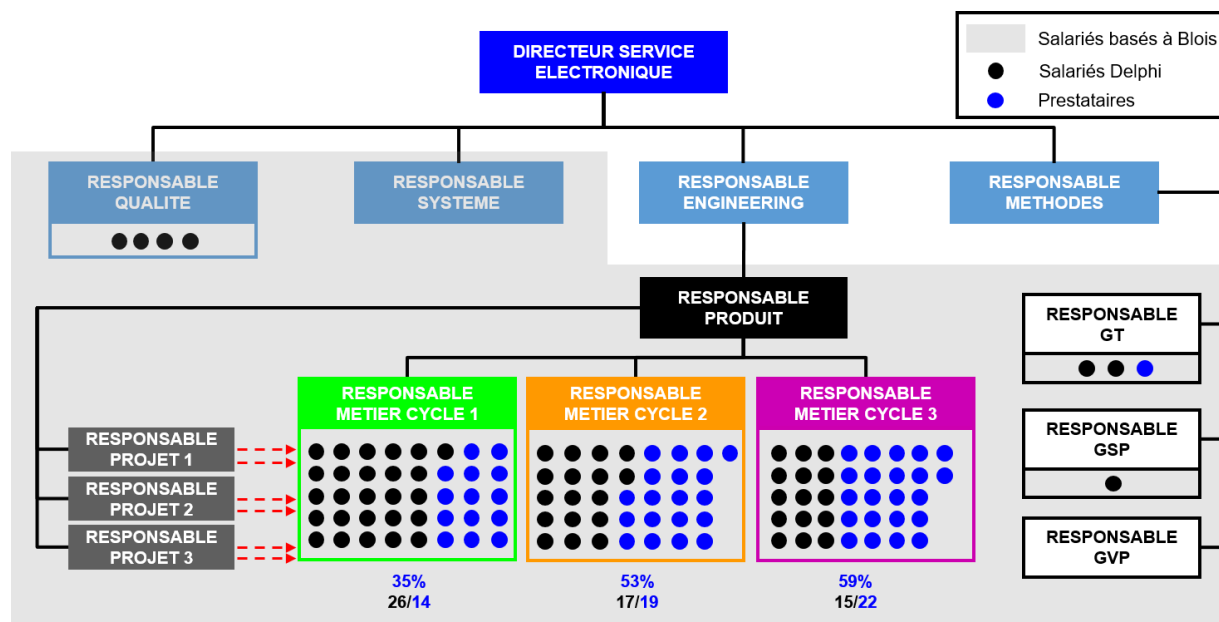 DIRECTEUR SERVICE
ELECTRONIQUE
Salariés basés à Blois
Salariés Delphi
Prestataires
RESPONSABLE
QUALITE
RESPONSABLE
SYSTEME
RESPONSABLE
ENGINEERING
RESPONSABLE
METHODES
RESPONSABLE
PRODUIT
RESPONSABLE
GT
RESPONSABLE
METIER CYCLE 1
RESPONSABLE
METIER CYCLE 2
RESPONSABLE
METIER CYCLE 3
RESPONSABLE
PROJET 1
RESPONSABLE
PROJET 2
RESPONSABLE
PROJET 3
RESPONSABLE
GSP
RESPONSABLE
GVP
35%
26/14
53%
17/19
59%
15/22